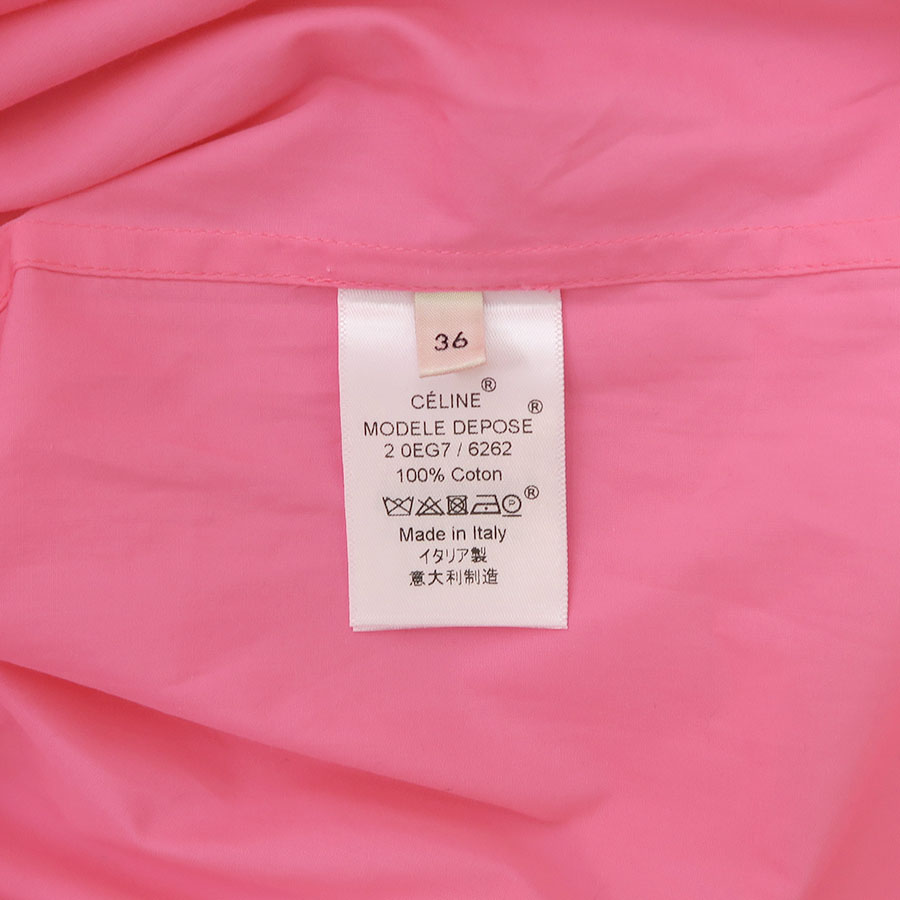 36
CÉLINE®
MODELE DEPOSE®
2 0EG7 / 6262
100% Coton
P ®
Made in Italy
イタリア製
意大利制造